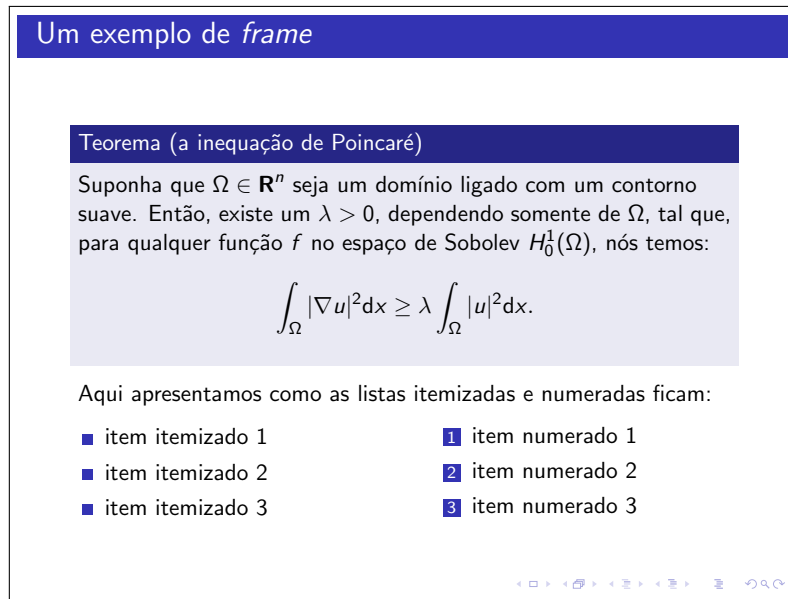 Um exemplo de frame
Teorema (a inequação de Poincaré)
Suponha que Ω ∈ Rⁿ seja um domínio ligado com um contorno
suave. Então, existe um λ > 0, dependendo somente de Ω, tal que,
para qualquer função f no espaço de Sobolev H₀¹(Ω), nós temos:
∫_Ω |∇u|²dx ≥ λ ∫_Ω |u|²dx.
Aqui apresentamos como as listas itemizadas e numeradas ficam:
item itemizado 1
item itemizado 2
item itemizado 3
1 item numerado 1
2 item numerado 2
3 item numerado 3